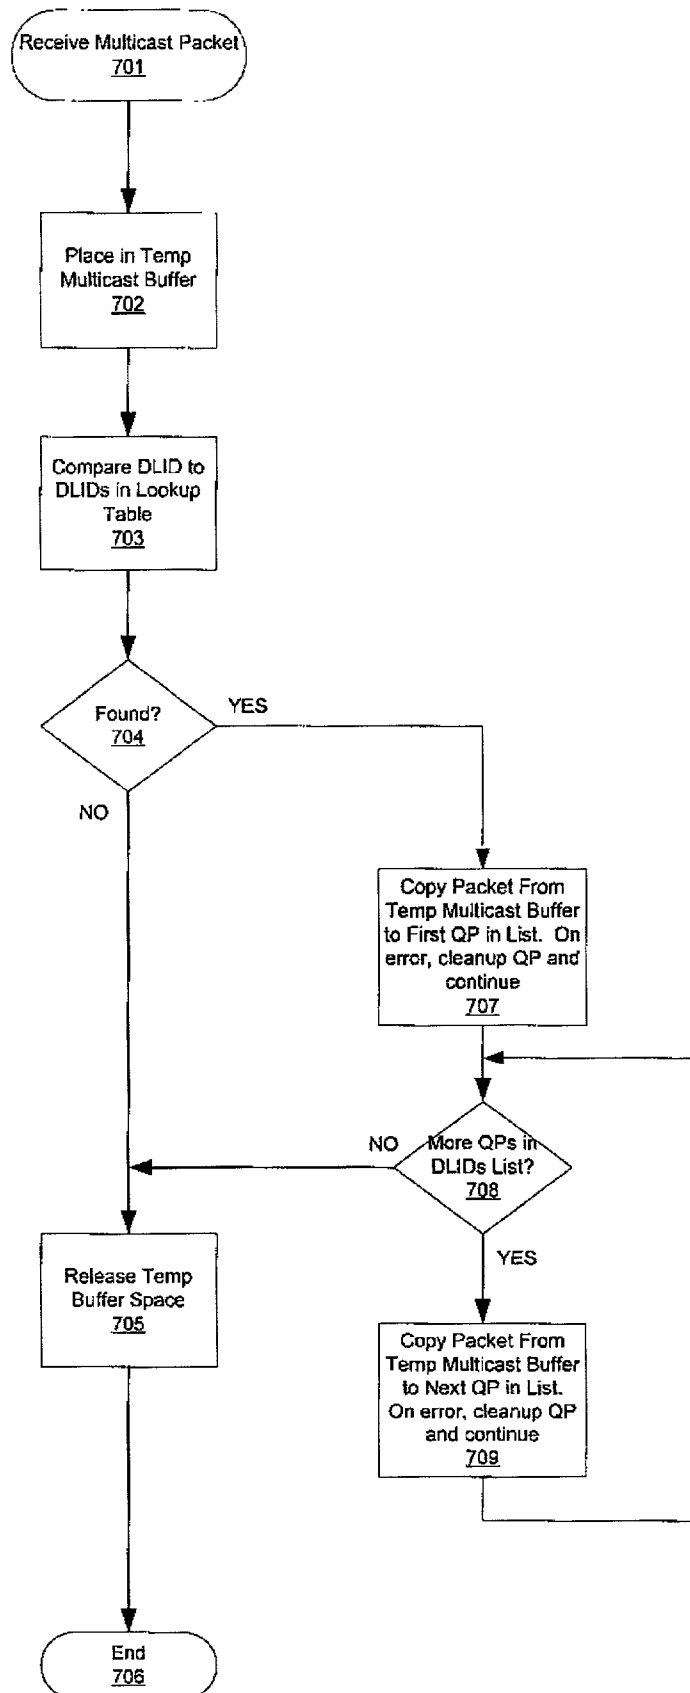 Receive Multicast Packet
701
Place in Temp
Multicast Buffer
702
Compare DLID to
DLIDs in Lookup
Table
703
Found?
704
YES
NO
Copy Packet From
Temp Multicast Buffer
to First QP in List. On
error, cleanup QP and
continue
707
More QPs in
DLIDs List?
708
NO
YES
Release Temp
Buffer Space
705
Copy Packet From
Temp Multicast Buffer
to Next QP in List.
On error, cleanup QP
and continue
709
End
706